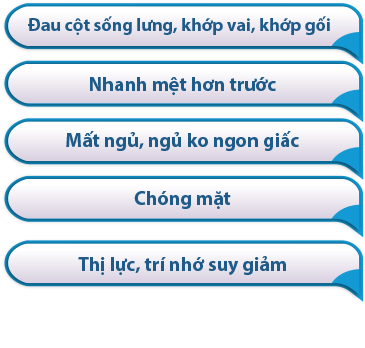 Đau cột sống lưng, khớp vai, khớp gối
Nhanh mệt hơn trước
Mất ngủ, ngủ ko ngon giấc
Chóng mặt
Thị lực, trí nhớ suy giảm